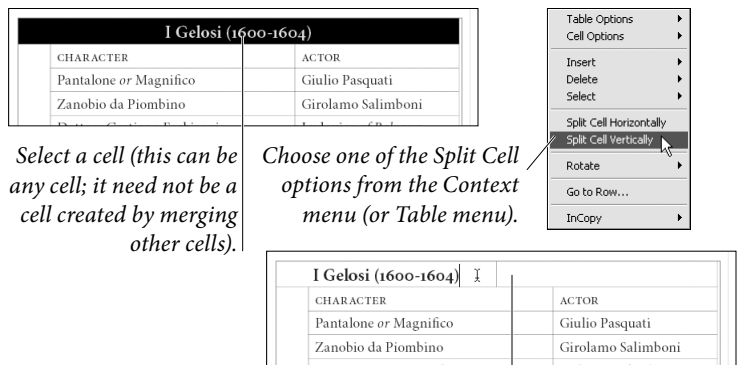 I Gelosi (1600-1604)
CHARACTER ACTOR
Pantalone or Magnifico Giulio Pasquati
Zanobio da Piombino Girolamo Salimboni
Select a cell (this can be
any cell; it need not be a
cell created by merging
other cells).
Choose one of the Split Cell
options from the Context
menu (or Table menu).
Table Options
Cell Options
Insert
Delete
Select
Split Cell Horizontally
Split Cell Vertically
Rotate
Go to Row...
InCopy
I Gelosi (1600-1604)
CHARACTER ACTOR
Pantalone or Magnifico Giulio Pasquati
Zanobio da Piombino Girolamo Salimboni